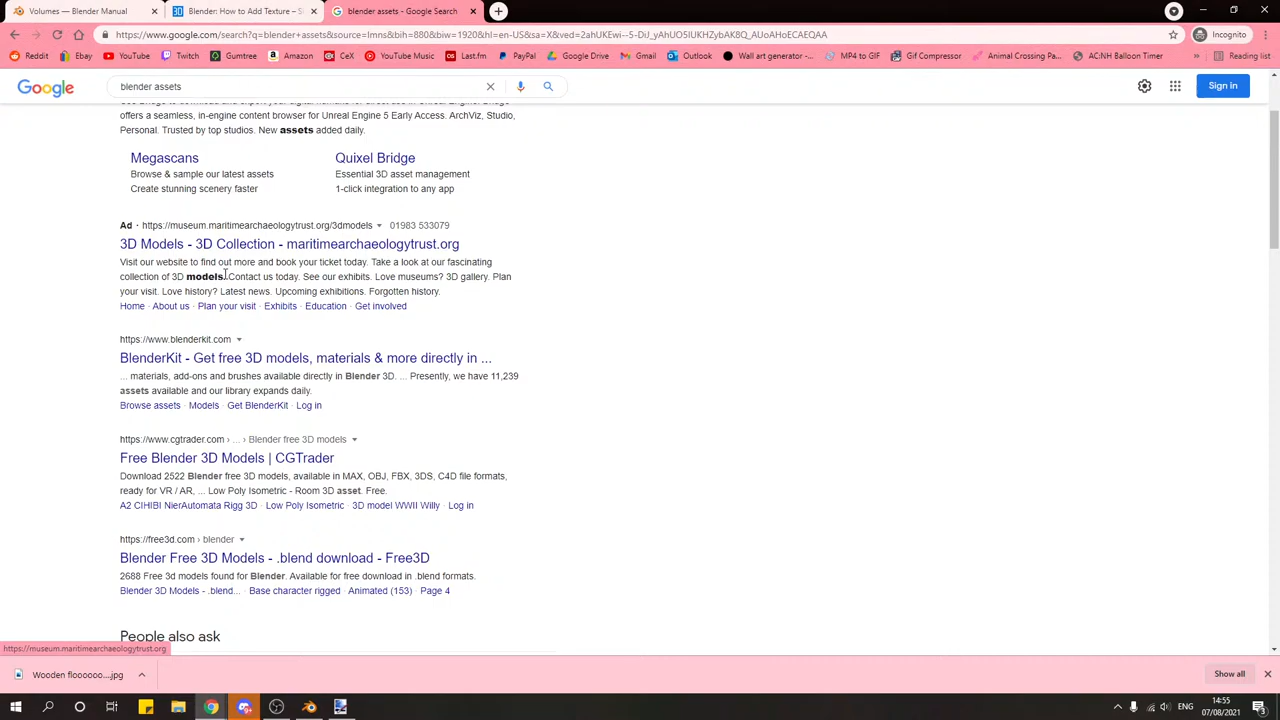 Volumes — Blender Manual
Blender: How to Add Texture – S
blender assets - Google Search
https://www.google.com/search?q=blender+assets&source=lmns&bih=880&biw=1920&hl=en-US&sa=X&ved=2ahUKEwi--5-DiJ_yAhUO5IUKHZybAK8Q_AUoAHoECAEQAA
Incognito
Reddit
Ebay
YouTube
Twitch
Gumtree
Amazon
CeX
YouTube Music
Last.fm
PayPal
Google Drive
Gmail
Outlook
Water art generator -...
MP4 to GIF
Gif Compressor
Animated Cursors M...
AC:NH Balloon Timer
Reading list
Google
blender assets
Sign in
offers a seamless, in-engine content browser for Unreal Engine 5 Early Access. ArchViz, Studio,
Personal. Trusted by top studios. New assets added daily.
Megascans
Browse & sample our latest assets
Create stunning scenery faster
Quixel Bridge
Essential 3D asset management
1-click integration to any app
Ad · https://museum.maritimearchaeologytrust.org/3dmodels 01983 533079
3D Models - 3D Collection - maritimearchaeologytrust.org
Visit our website to find out more and book your ticket today. Take a look at our fascinating
collection of 3D models. Contact us today. See our exhibits. Love museums? 3D gallery. Plan
your visit. Love history? Latest news. Upcoming exhibitions. Forgotten history.
Home · About us · Plan your visit · Exhibits · Education · Get involved
https://www.blenderkit.com
BlenderKit - Get free 3D models, materials & more directly in ...
... materials, add-ons and brushes available directly in Blender 3D. ... Presently, we have 11,239
assets available and our library expands daily.
Browse assets · Models · Get BlenderKit · Log in
https://www.cgtrader.com › ... › Blender free 3D models
Free Blender 3D Models | CGTrader
Download 2522 Blender free 3D models, available in MAX, OBJ, FBX, 3DS, C4D file formats,
ready for VR / AR, ... Low Poly Isometric - Room 3D asset. Free.
A2 CIHIBI NierAutomata Rigg 3D · Low Poly Isometric · 3D model WWII Willy · Log in
https://free3d.com › blender
Blender Free 3D Models - .blend download - Free3D
2688 Free 3d models found for Blender. Available for free download in .blend formats.
Blender 3D Models - .blend... · Base character rigged · Animated (153) · Page 4
People also ask
https://museum.maritimearchaeologytrust.org
Wooden flooooooo....jpg
Show all
ENG
14:55
07/08/2021